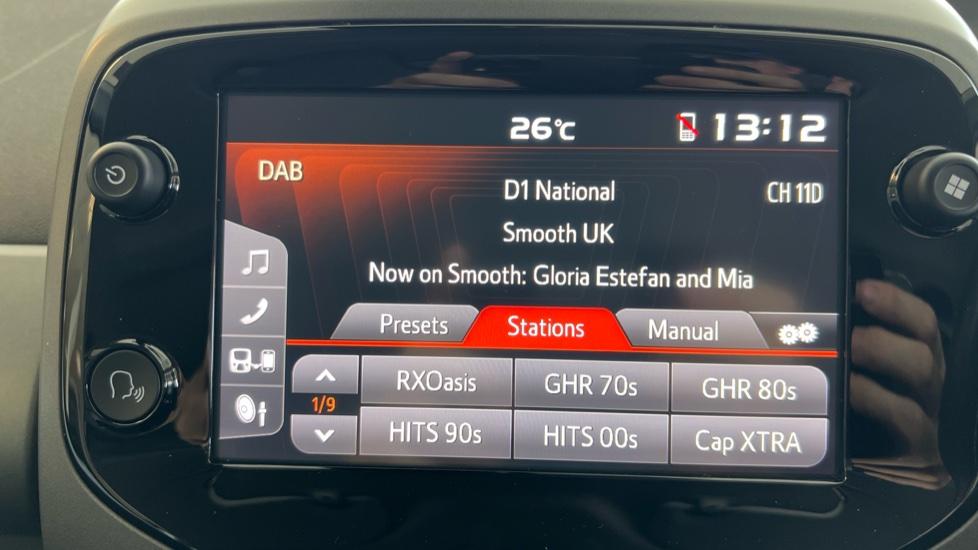 26°C 13:12
DAB
D1 National CH 11D
Smooth UK
Now on Smooth: Gloria Estefan and Mia
Presets Stations Manual
RXOasis GHR 70s GHR 80s
1/9
HITS 90s HITS 00s Cap XTRA